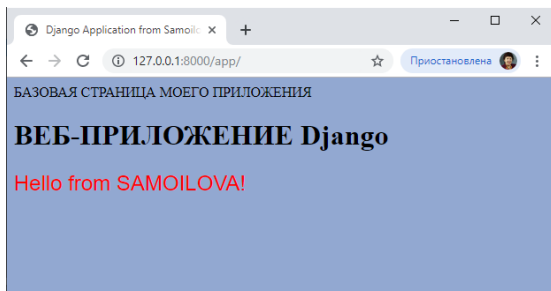 Django Application from Samoilo
127.0.0.1:8000/app/
Приостановлена
БАЗОВАЯ СТРАНИЦА МОЕГО ПРИЛОЖЕНИЯ
ВЕБ-ПРИЛОЖЕНИЕ Django
Hello from SAMOILOVA!